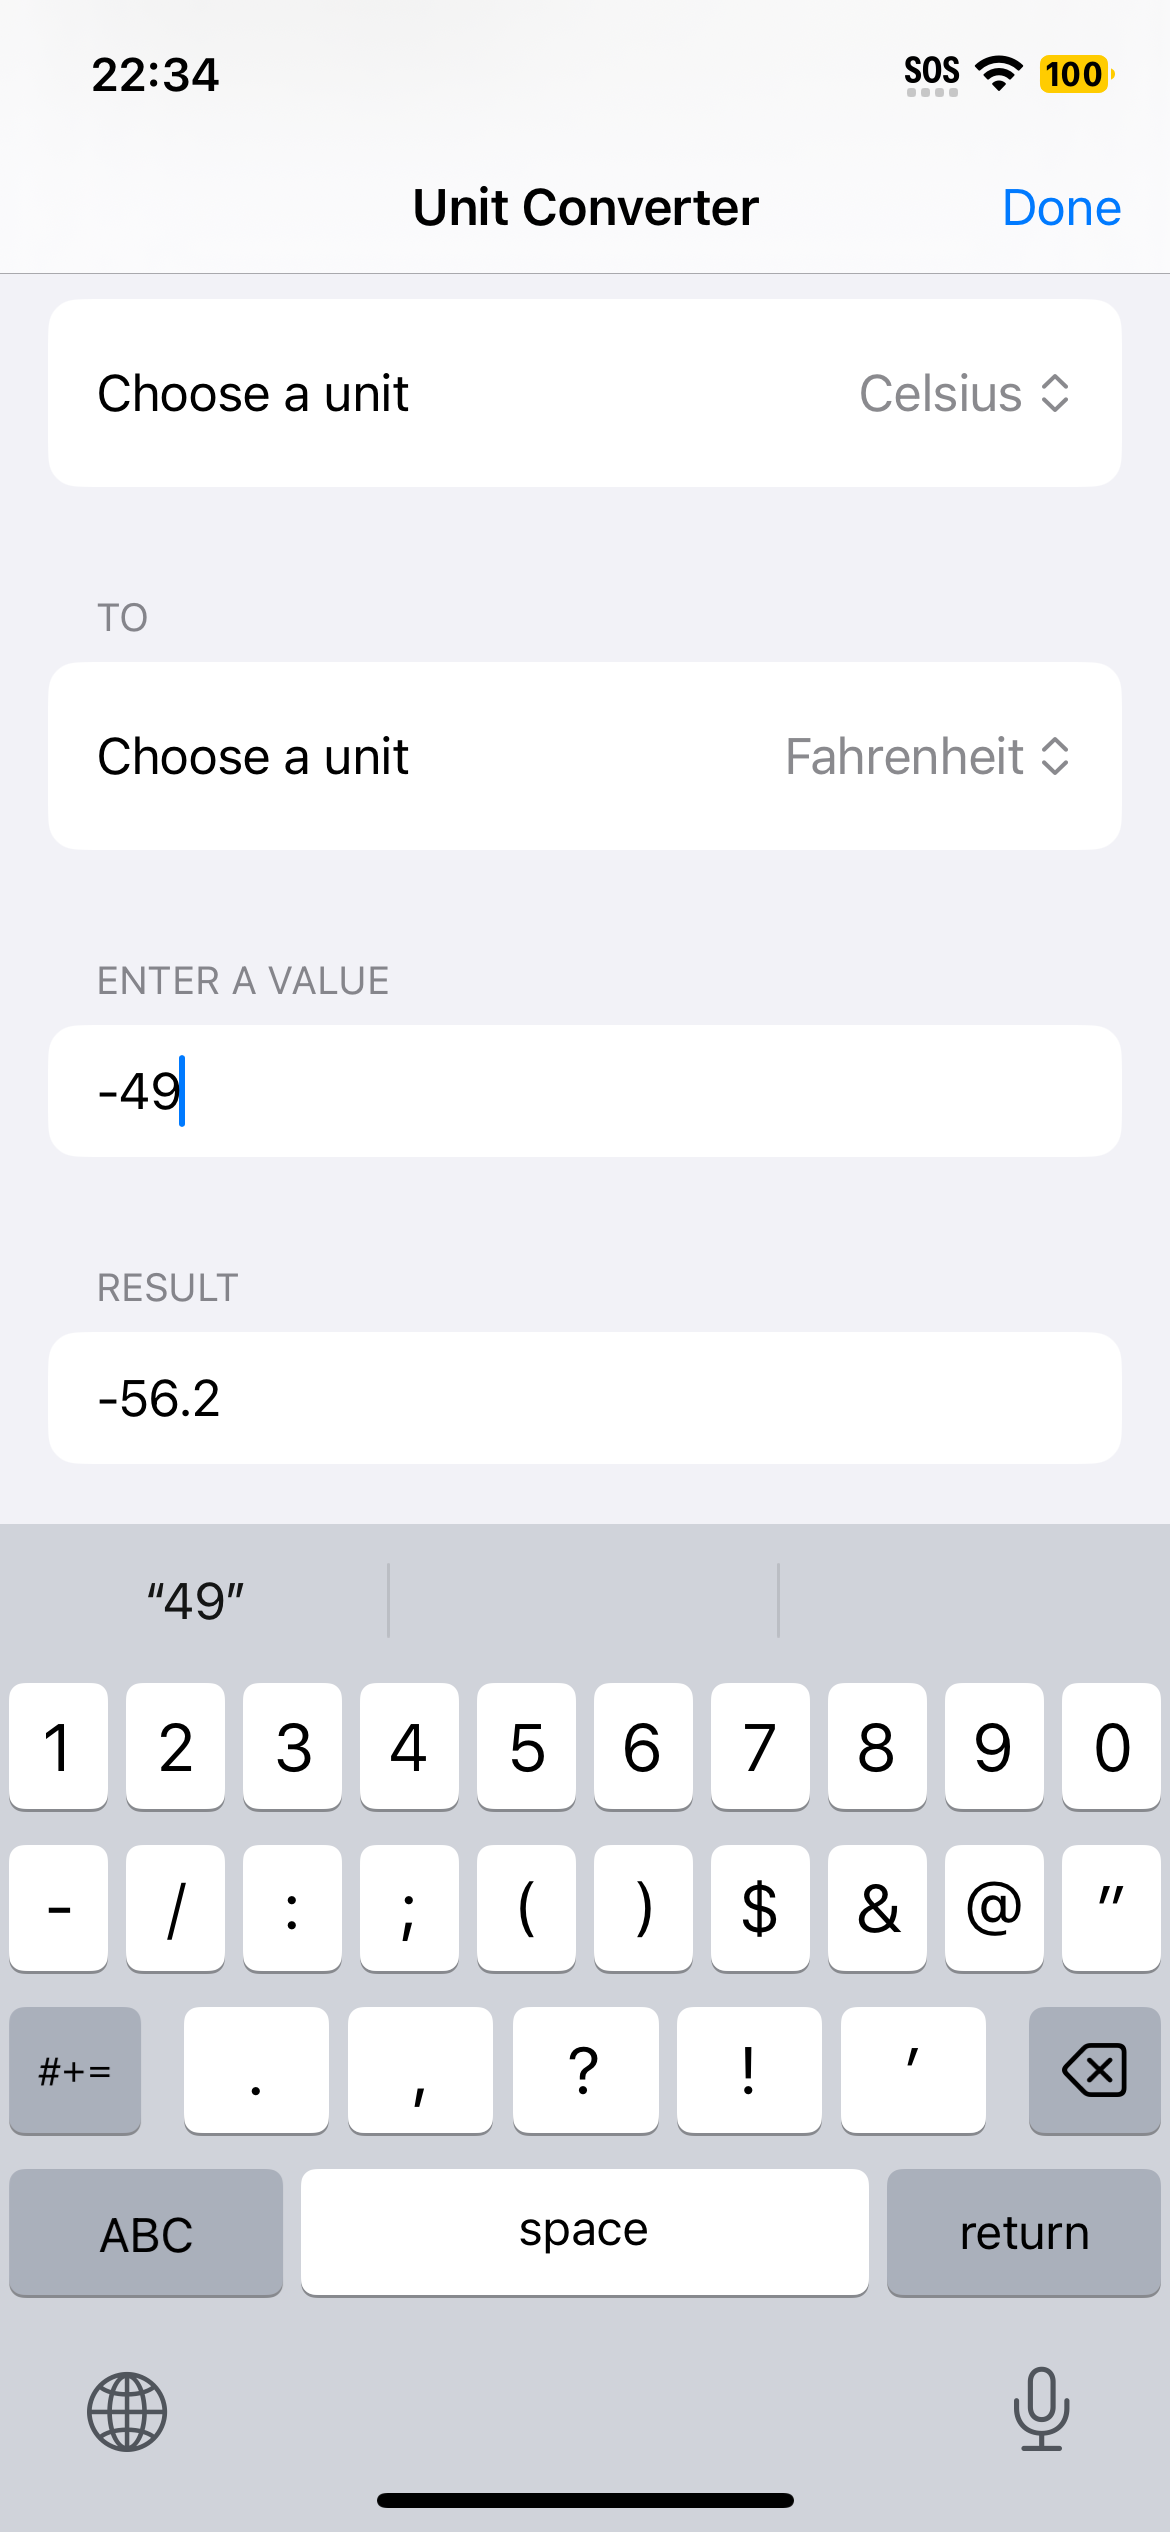 22:34 SOS 100
Unit Converter Done
Choose a unit Celsius
TO
Choose a unit Fahrenheit
ENTER A VALUE
-49
RESULT
-56.2
“49”
1 2 3 4 5 6 7 8 9 0
- / : ; ( ) $ & @ "
#+= . , ? ! '
ABC space return